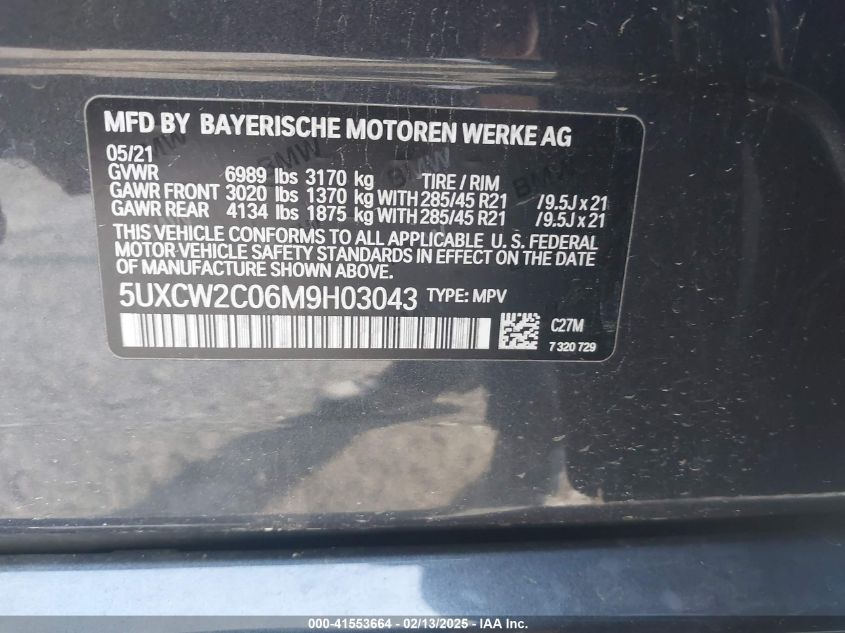 MFD BY BAYERISCHE MOTOREN WERKE AG
05/21
GVWR 6989 lbs 3170 kg TIRE / RIM
GAWR FRONT 3020 lbs 1370 kg WITH 285/45 R21 /9.5J x 21
GAWR REAR 4134 lbs 1875 kg WITH 285/45 R21 /9.5J x 21
THIS VEHICLE CONFORMS TO ALL APPLICABLE U. S. FEDERAL
MOTOR VEHICLE SAFETY STANDARDS IN EFFECT ON THE
DATE OF MANUFACTURE SHOWN ABOVE.
5UXCW2C06M9H03043 TYPE: MPV
C27M
7 320 729
000-41553664 - 02/13/2025 - IAA Inc.